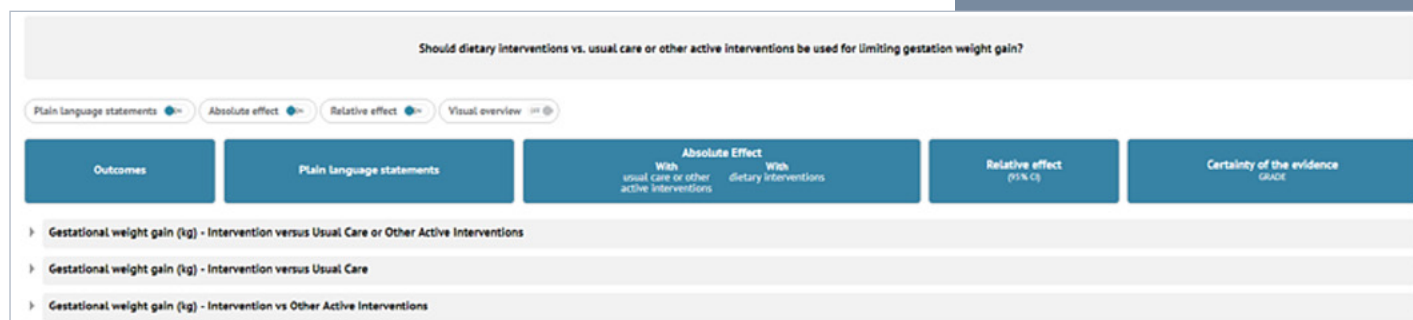 Should dietary interventions vs. usual care or other active interventions be used for limiting gestation weight gain?
Plain language statements Absolute effect Relative effect Visual overview
Outcomes
Plain language statements
Absolute Effect
With With
usual care or other dietary interventions
active interventions
Relative effect
(95% CI)
Certainty of the evidence
GRADE
Gestational weight gain (kg) - Intervention versus Usual Care or Other Active Interventions
Gestational weight gain (kg) - Intervention versus Usual Care
Gestational weight gain (kg) - Intervention vs Other Active Interventions